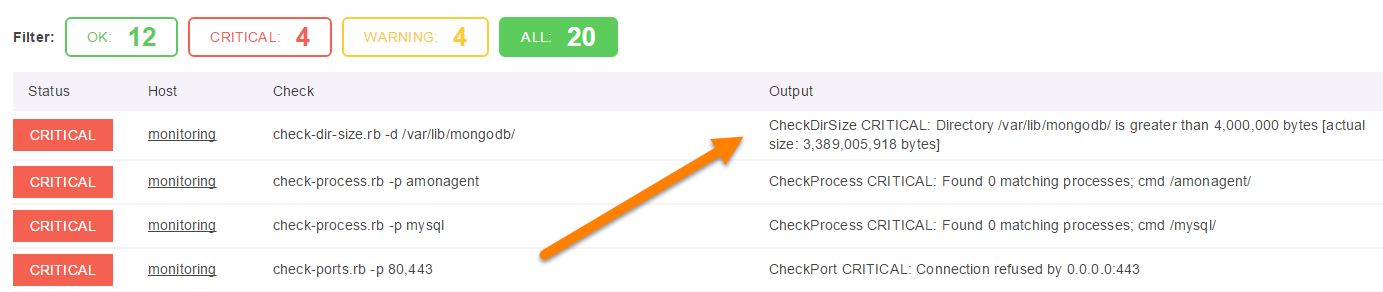 Filter: OK: 12 CRITICAL: 4 WARNING: 4 ALL: 20
Status Host Check Output
CRITICAL monitoring check-dir-size.rb -d /var/lib/mongodb/ CheckDirSize CRITICAL: Directory /var/lib/mongodb/ is greater than 4,000,000 bytes [actual
size: 3,389,005,918 bytes]
CRITICAL monitoring check-process.rb -p amonagent CheckProcess CRITICAL: Found 0 matching processes; cmd /amonagent/
CRITICAL monitoring check-process.rb -p mysql CheckProcess CRITICAL: Found 0 matching processes; cmd /mysql/
CRITICAL monitoring check-ports.rb -p 80,443 CheckPort CRITICAL: Connection refused by 0.0.0.0:443